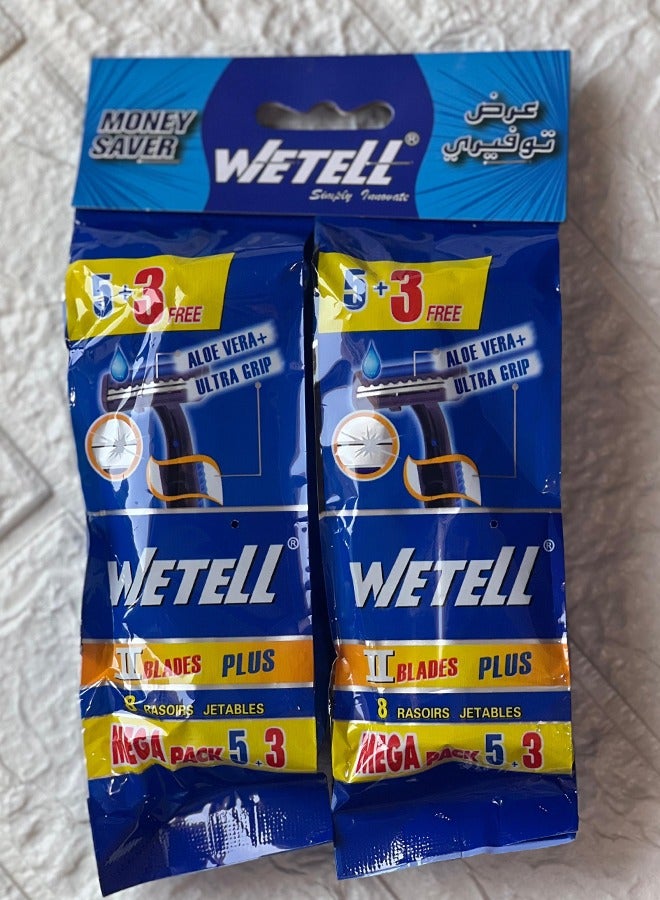 MONEY
SAVER
WETELL®
Simply Innovate
عرض
توفيري
5+3 FREE
ALOE VERA+
ULTRA GRIP
WETELL®
II BLADES PLUS
8 RASOIRS JETABLES
MEGA PACK 5+3
5+3 FREE
ALOE VERA+
ULTRA GRIP
WETELL®
II BLADES PLUS
8 RASOIRS JETABLES
MEGA PACK 5+3